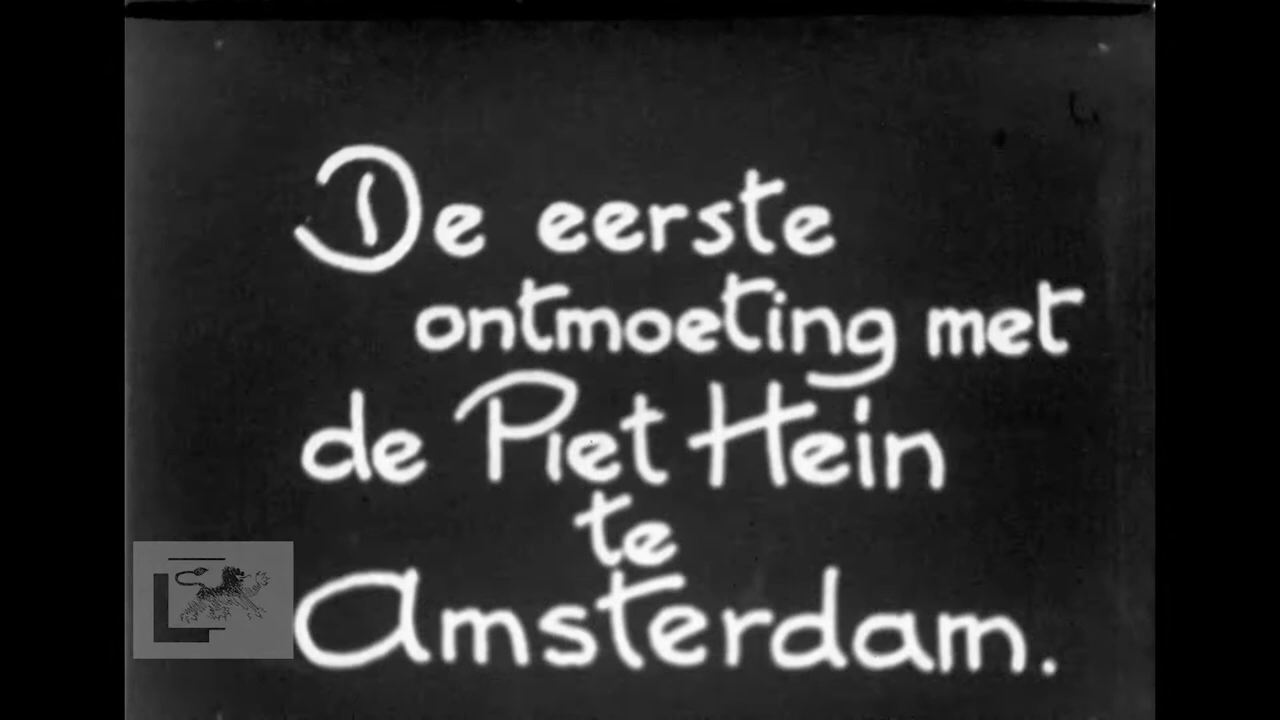 De eerste
ontmoeting met
de Piet Hein
te
Amsterdam.